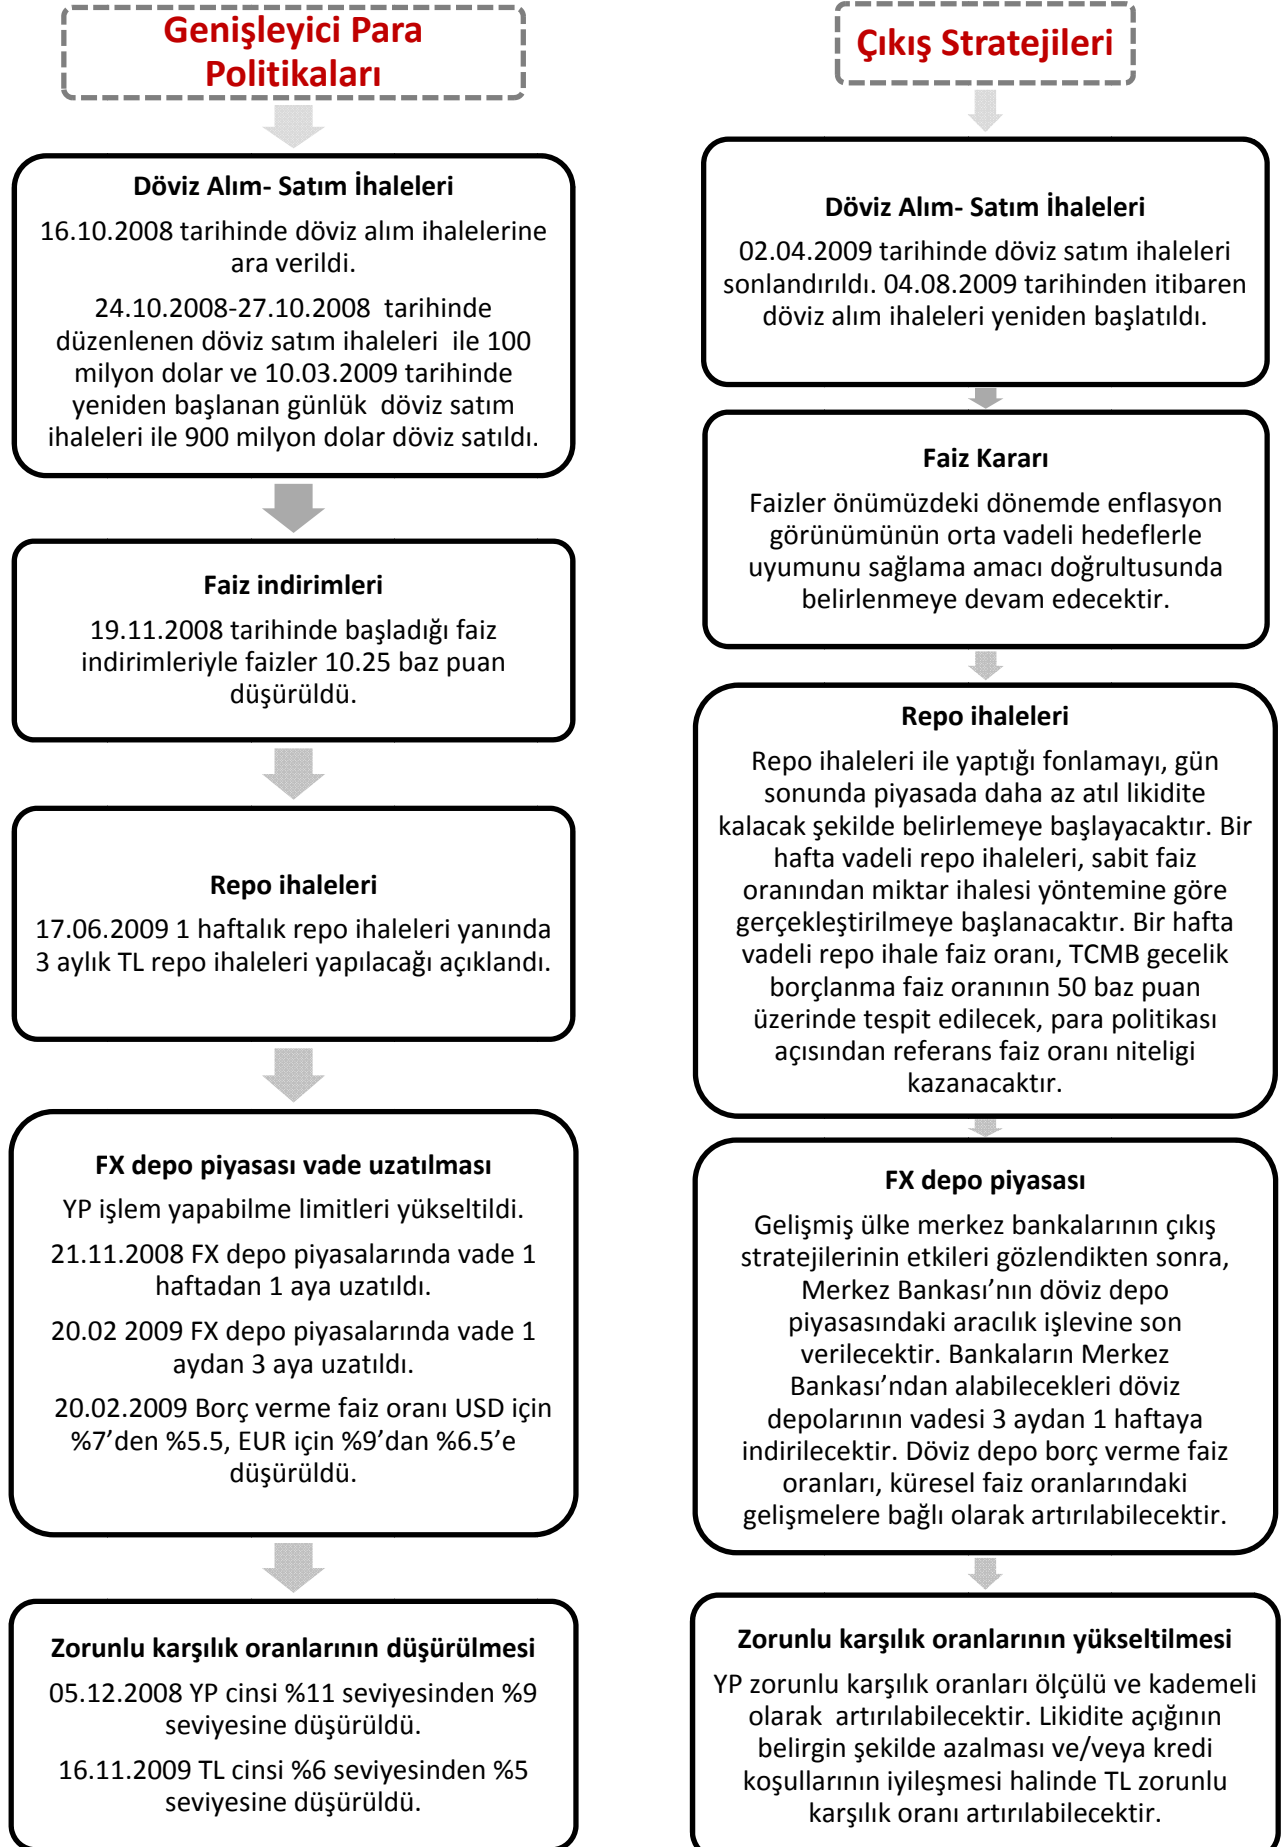 Genişleyici Para
Politikaları
Döviz Alım- Satım İhaleleri
16.10.2008 tarihinde döviz alım ihalelerine
ara verildi.
24.10.2008-27.10.2008 tarihinde
düzenlenen döviz satım ihaleleri ile 100
milyon dolar ve 10.03.2009 tarihinde
yeniden başlanan günlük döviz satım
ihaleleri ile 900 milyon dolar döviz satıldı.
Faiz indirimleri
19.11.2008 tarihinde başladığı faiz
indirimleriyle faizler 10.25 baz puan
düşürüldü.
Repo ihaleleri
17.06.2009 1 haftalık repo ihaleleri yanında
3 aylık TL repo ihaleleri yapılacağı açıklandı.
FX depo piyasası vade uzatılması
YP işlem yapabilme limitleri yükseltildi.
21.11.2008 FX depo piyasalarında vade 1
haftadan 1 aya uzatıldı.
20.02 2009 FX depo piyasalarında vade 1
aydan 3 aya uzatıldı.
20.02.2009 Borç verme faiz oranı USD için
%7’den %5.5, EUR için %9’dan %6.5’e
düşürüldü.
Zorunlu karşılık oranlarının düşürülmesi
05.12.2008 YP cinsi %11 seviyesinden %9
seviyesine düşürüldü.
16.11.2009 TL cinsi %6 seviyesinden %5
seviyesine düşürüldü.
Çıkış Stratejileri
Döviz Alım- Satım İhaleleri
02.04.2009 tarihinde döviz satım ihaleleri
sonlandırıldı. 04.08.2009 tarihinden itibaren
döviz alım ihaleleri yeniden başlatıldı.
Faiz Kararı
Faizler önümüzdeki dönemde enflasyon
görünümünün orta vadeli hedeflerle
uyumunu sağlama amacı doğrultusunda
belirlenmeye devam edecektir.
Repo ihaleleri
Repo ihaleleri ile yaptığı fonlamayı, gün
sonunda piyasada daha az atıl likidite
kalacak şekilde belirlemeye başlayacaktır. Bir
hafta vadeli repo ihaleleri, sabit faiz
oranından miktar ihalesi yöntemine göre
gerçekleştirilmeye başlanacaktır. Bir hafta
vadeli repo ihale faiz oranı, TCMB gecelik
borçlanma faiz oranının 50 baz puan
üzerinde tespit edilecek, para politikası
açısından referans faiz oranı niteligi
kazanacaktır.
FX depo piyasası
Gelişmiş ülke merkez bankalarının çıkış
stratejilerinin etkileri gözlendikten sonra,
Merkez Bankası’nın döviz depo
piyasasındaki aracılık işlevine son
verilecektir. Bankaların Merkez
Bankası’ndan alabilecekleri döviz
depolarının vadesi 3 aydan 1 haftaya
indirilecektir. Döviz depo borç verme faiz
oranları, küresel faiz oranlarındaki
gelişmelere bağlı olarak artırılabilecektir.
Zorunlu karşılık oranlarının yükseltilmesi
YP zorunlu karşılık oranları ölçülü ve kademeli
olarak artırılabilecektir. Likidite açığının
belirgin şekilde azalması ve/veya kredi
koşullarının iyileşmesi halinde TL zorunlu
karşılık oranı artırılabilecektir.